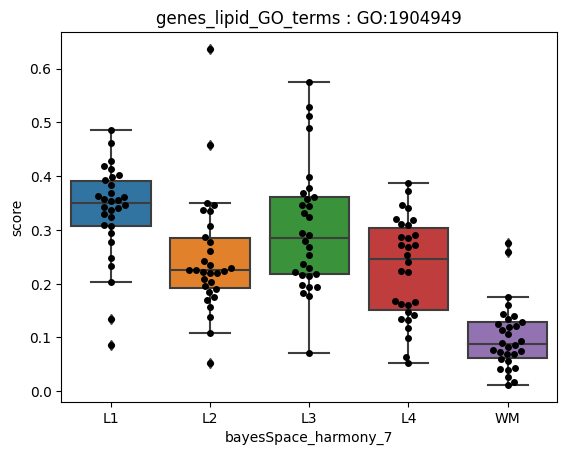 genes_lipid_GO_terms : GO:1904949
0.6
0.5
0.4
0.3
0.2
0.1
0.0
score
L1 L2 L3 L4 WM
bayesSpace_harmony_7